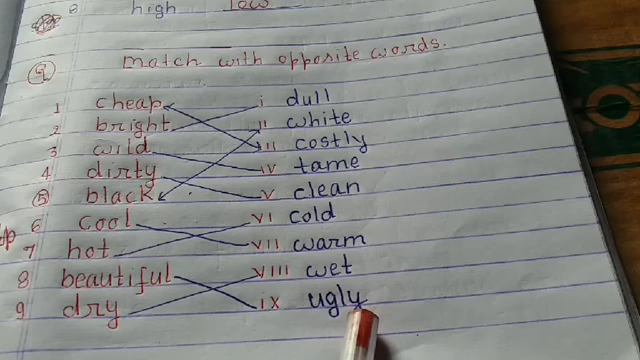 8 high low
9 match with opposite words.
1 cheap i dull
2 bright ii white
3 wild iii costly
4 dirty iv tame
5 black v clean
6 cool vi cold
7 hot vii warm
8 beautiful viii wet
9 dry ix ugly